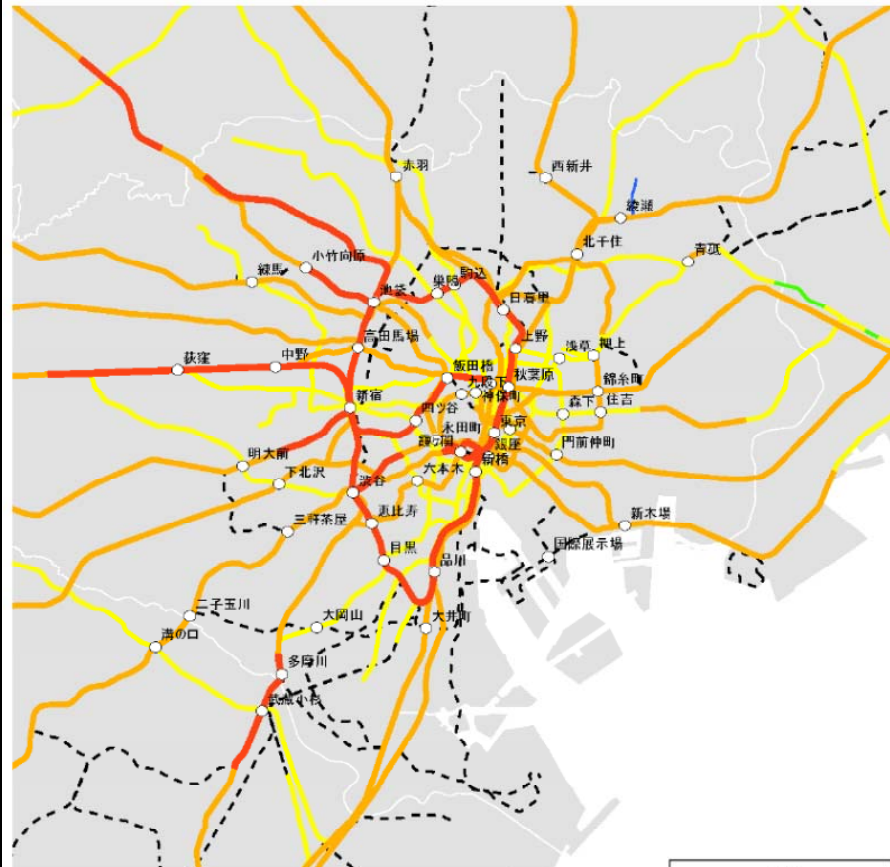 赤羽
西新井
綾瀬
北千住
青砥
小竹向原
練馬
巣鴨
駒込
池袋
日暮里
高田馬場
上野
浅草
押上
荻窪
中野
飯田橋
秋葉原
九段下
神保町
錦糸町
新宿
四ツ谷
森下
住吉
永田町
東京
銀座
門前仲町
霞ヶ関
新橋
明大前
下北沢
渋谷
六本木
三軒茶屋
恵比寿
新木場
国際展示場
目黒
品川
二子玉川
大岡山
大井町
溝の口
多摩川
武蔵小杉